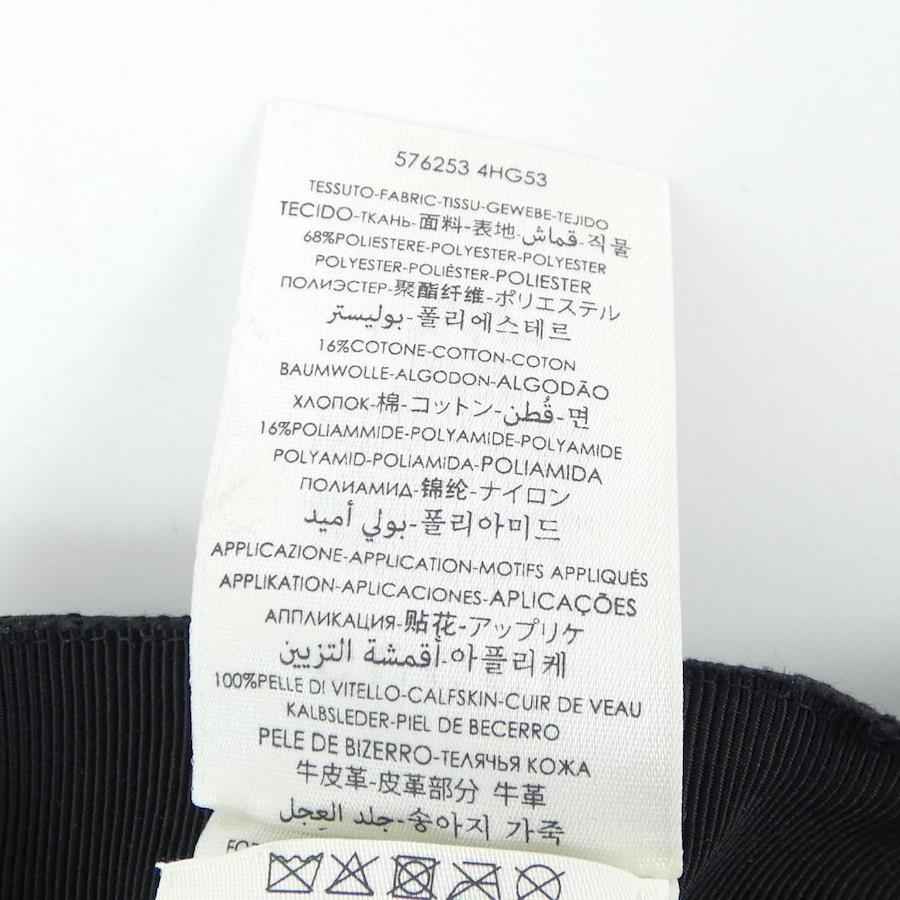 576253 4HG53
TESSUTO-FABRIC-TISSU-GEWEBE-TEJIDO
TECIDO-ТКАНЬ-面料-表地-قماش-직물
68%POLIESTERE-POLYESTER-POLYESTER
POLYESTER-POLIÉSTER-POLIESTER
ПОЛИЭСТЕР-聚酯纤维-ポリエステル
بوليستر-폴리에스테르
16%COTONE-COTTON-COTON
BAUMWOLLE-ALGODON-ALGODÃO
ХЛОПОК-棉-コットン-قُطن-면
16%POLIAMMIDE-POLYAMIDE-POLYAMIDE
POLYAMID-POLIAMIDA-POLIAMIDA
ПОЛИАМИД-锦纶-ナイロン
بولي أميد-폴리아미드
APPLICAZIONE-APPLICATION-MOTIFS APPLIQUÉS
APPLIKATION-APLICACIONES-APLICAÇÕES
АППЛИКАЦИЯ-贴花-アップリケ
أقمشة التزيين-아플리케
100%PELLE DI VITELLO-CALFSKIN-CUIR DE VEAU
KALBSLEDER-PIEL DE BECERRO
PELE DE BIZERRO-ТЕЛЯЧЬЯ КОЖА
牛皮革-皮革部分 牛革
جلد العِجل-송아지 가죽